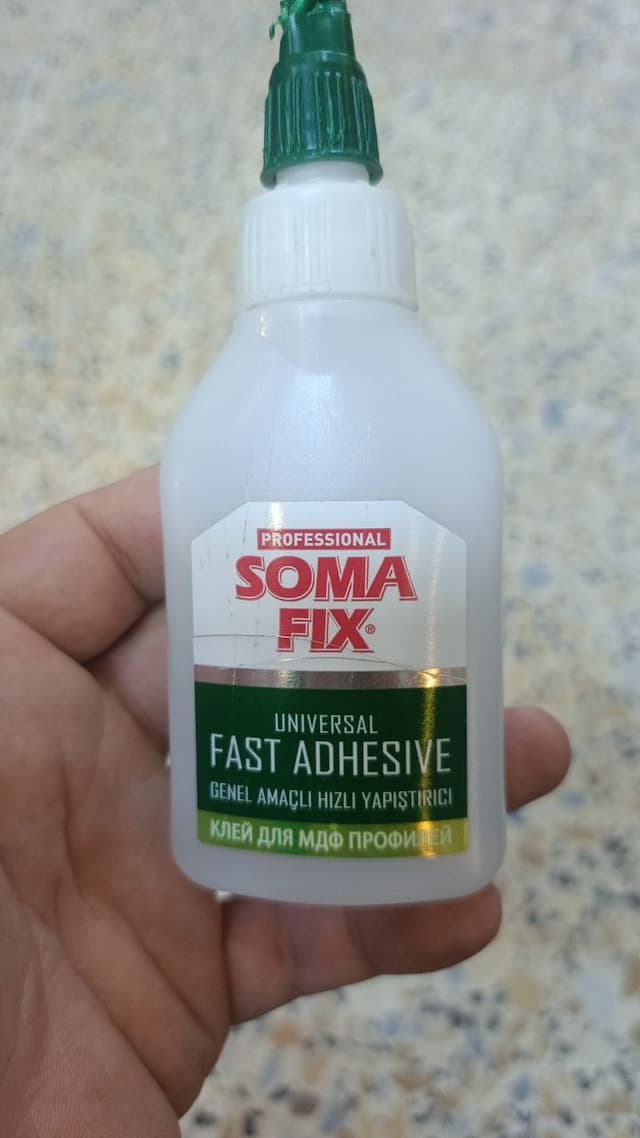 PROFESSIONAL
SOMA
FIX®
UNIVERSAL
FAST ADHESIVE
GENEL AMAÇLI HIZLI YAPIŞTIRICI
КЛЕЙ ДЛЯ МДФ ПРОФИЛЕЙ